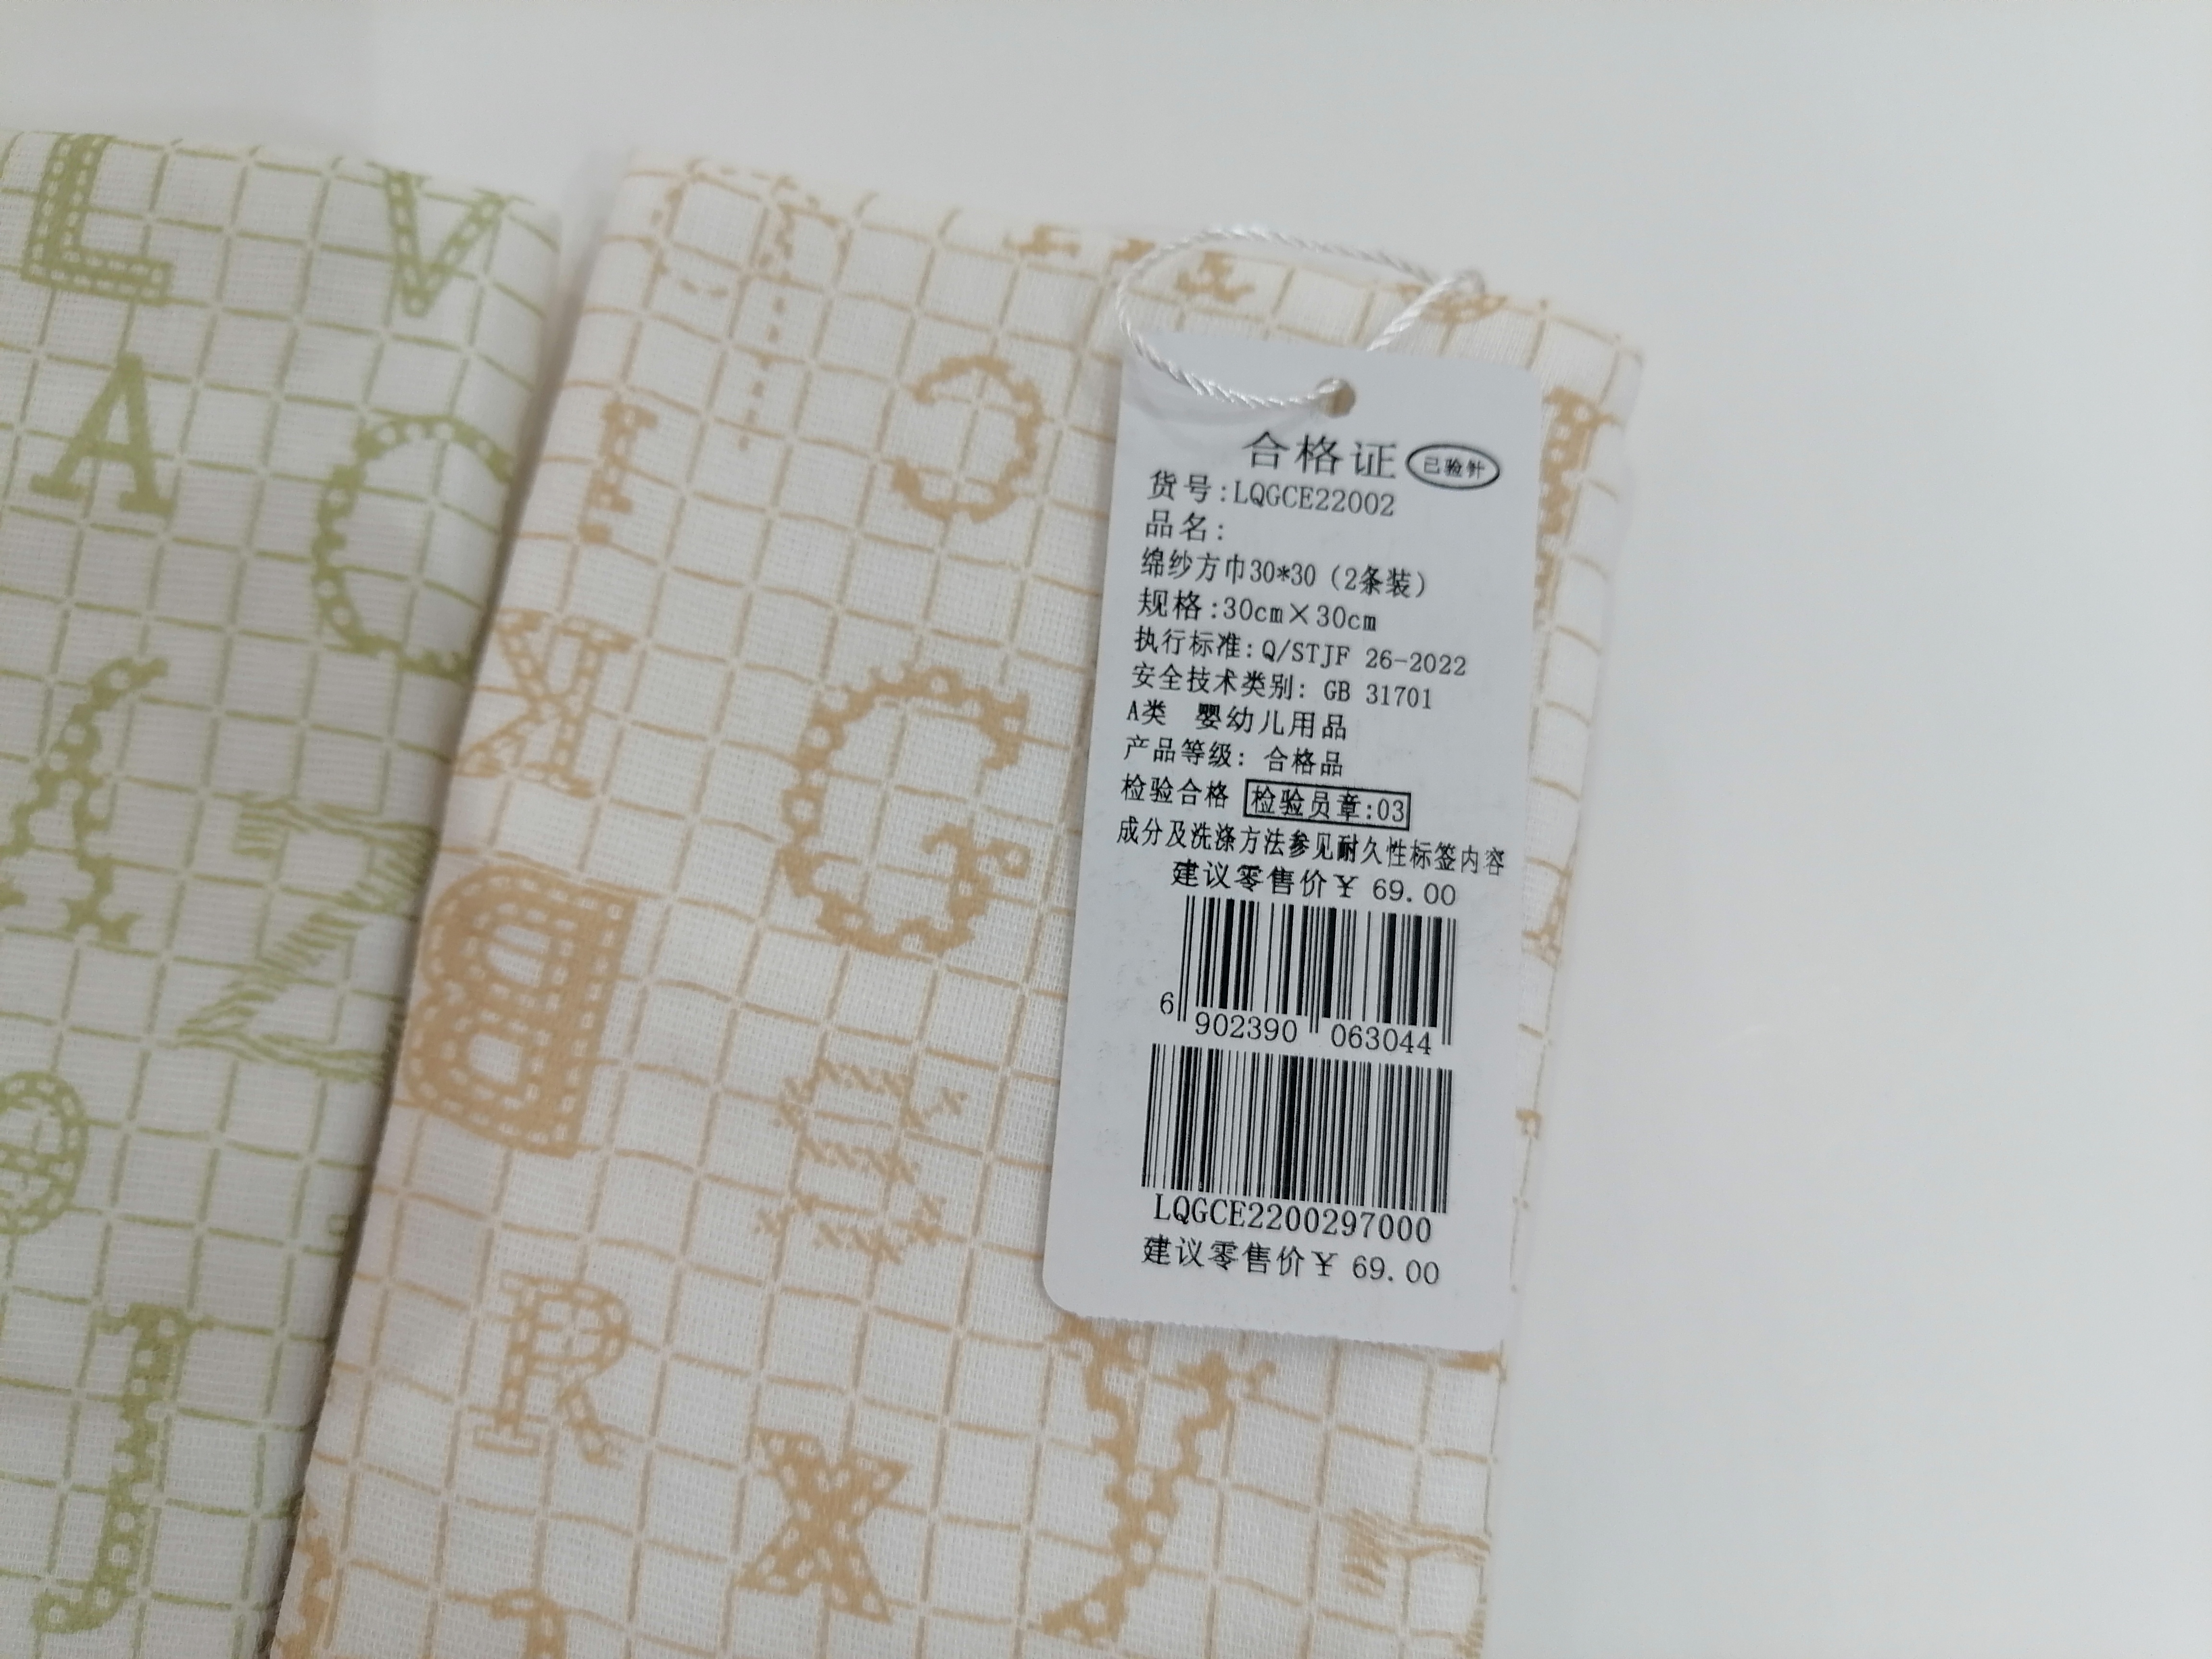 合格证 已验针
货号:LQGCE22002
品名:
绵纱方巾30*30（2条装）
规格:30cm×30cm
执行标准: Q/STJF 26-2022
安全技术类别: GB 31701
A类 婴幼儿用品
产品等级: 合格品
检验合格 检验员章:03
成分及洗涤方法参见耐久性标签内容
建议零售价¥ 69.00
6 902390 063044
LQGCE2200297000
建议零售价¥ 69.00
L V
A
C
G
K
B
R
X